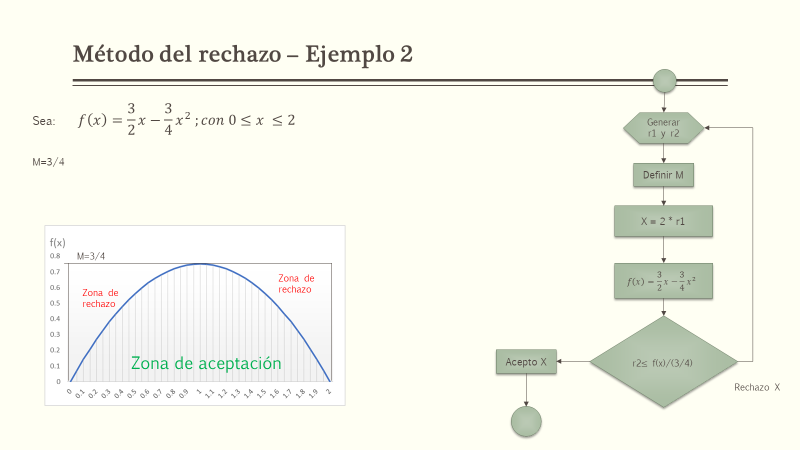 Método del rechazo – Ejemplo 2
Sea: f(x) = 3/2 x − 3/4 x² ; con 0 ≤ x ≤ 2
M=3/4
f(x)
M=3/4
0.8
0.7
0.6
0.5
0.4
0.3
0.2
0.1
0
Zona de
rechazo
Zona de
rechazo
Zona de aceptación
0 0.1 0.2 0.3 0.4 0.5 0.6 0.7 0.8 0.9 1 1.1 1.2 1.3 1.4 1.5 1.6 1.7 1.8 1.9 2
Generar
r1 y r2
Definir M
X = 2 * r1
f(x) = 3/2 x − 3/4 x²
r2≤ f(x)/(3/4)
Acepto X
Rechazo X